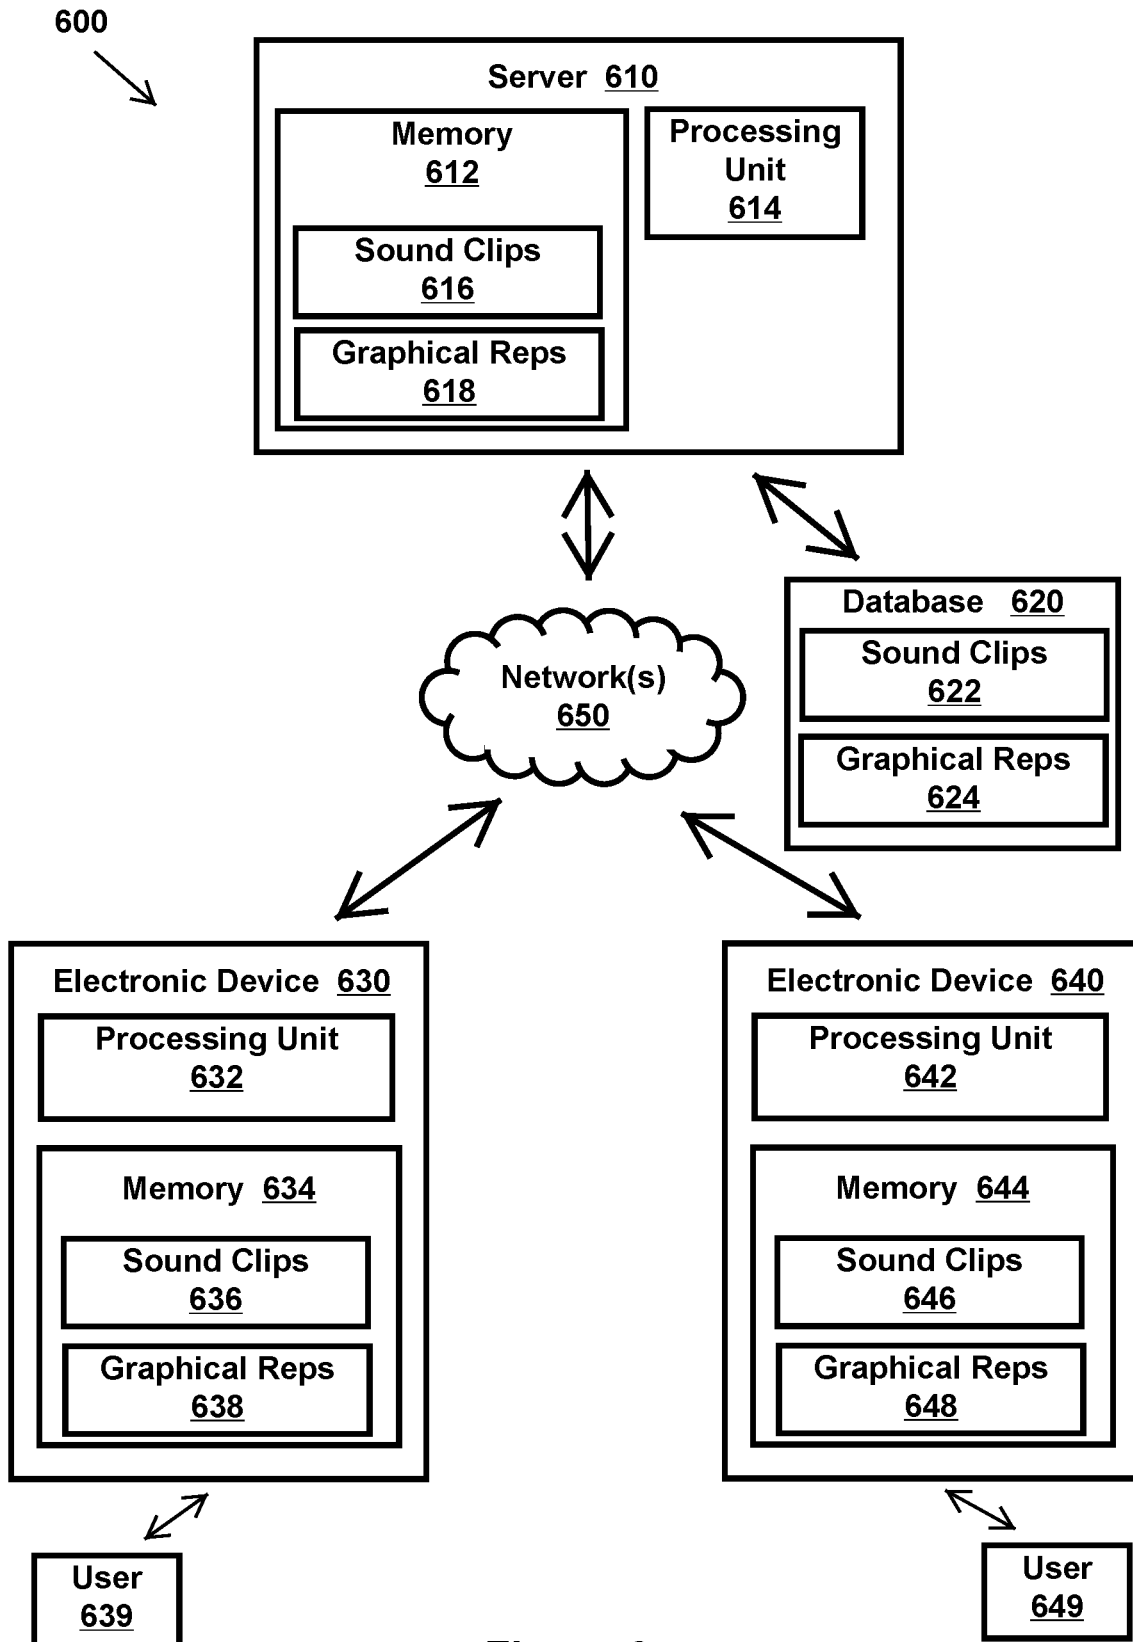 600
Server 610
Memory
612
Processing
Unit
614
Sound Clips
616
Graphical Reps
618
Database 620
Sound Clips
622
Graphical Reps
624
Network(s)
650
Electronic Device 630
Processing Unit
632
Memory 634
Sound Clips
636
Graphical Reps
638
User
639
Electronic Device 640
Processing Unit
642
Memory 644
Sound Clips
646
Graphical Reps
648
User
649